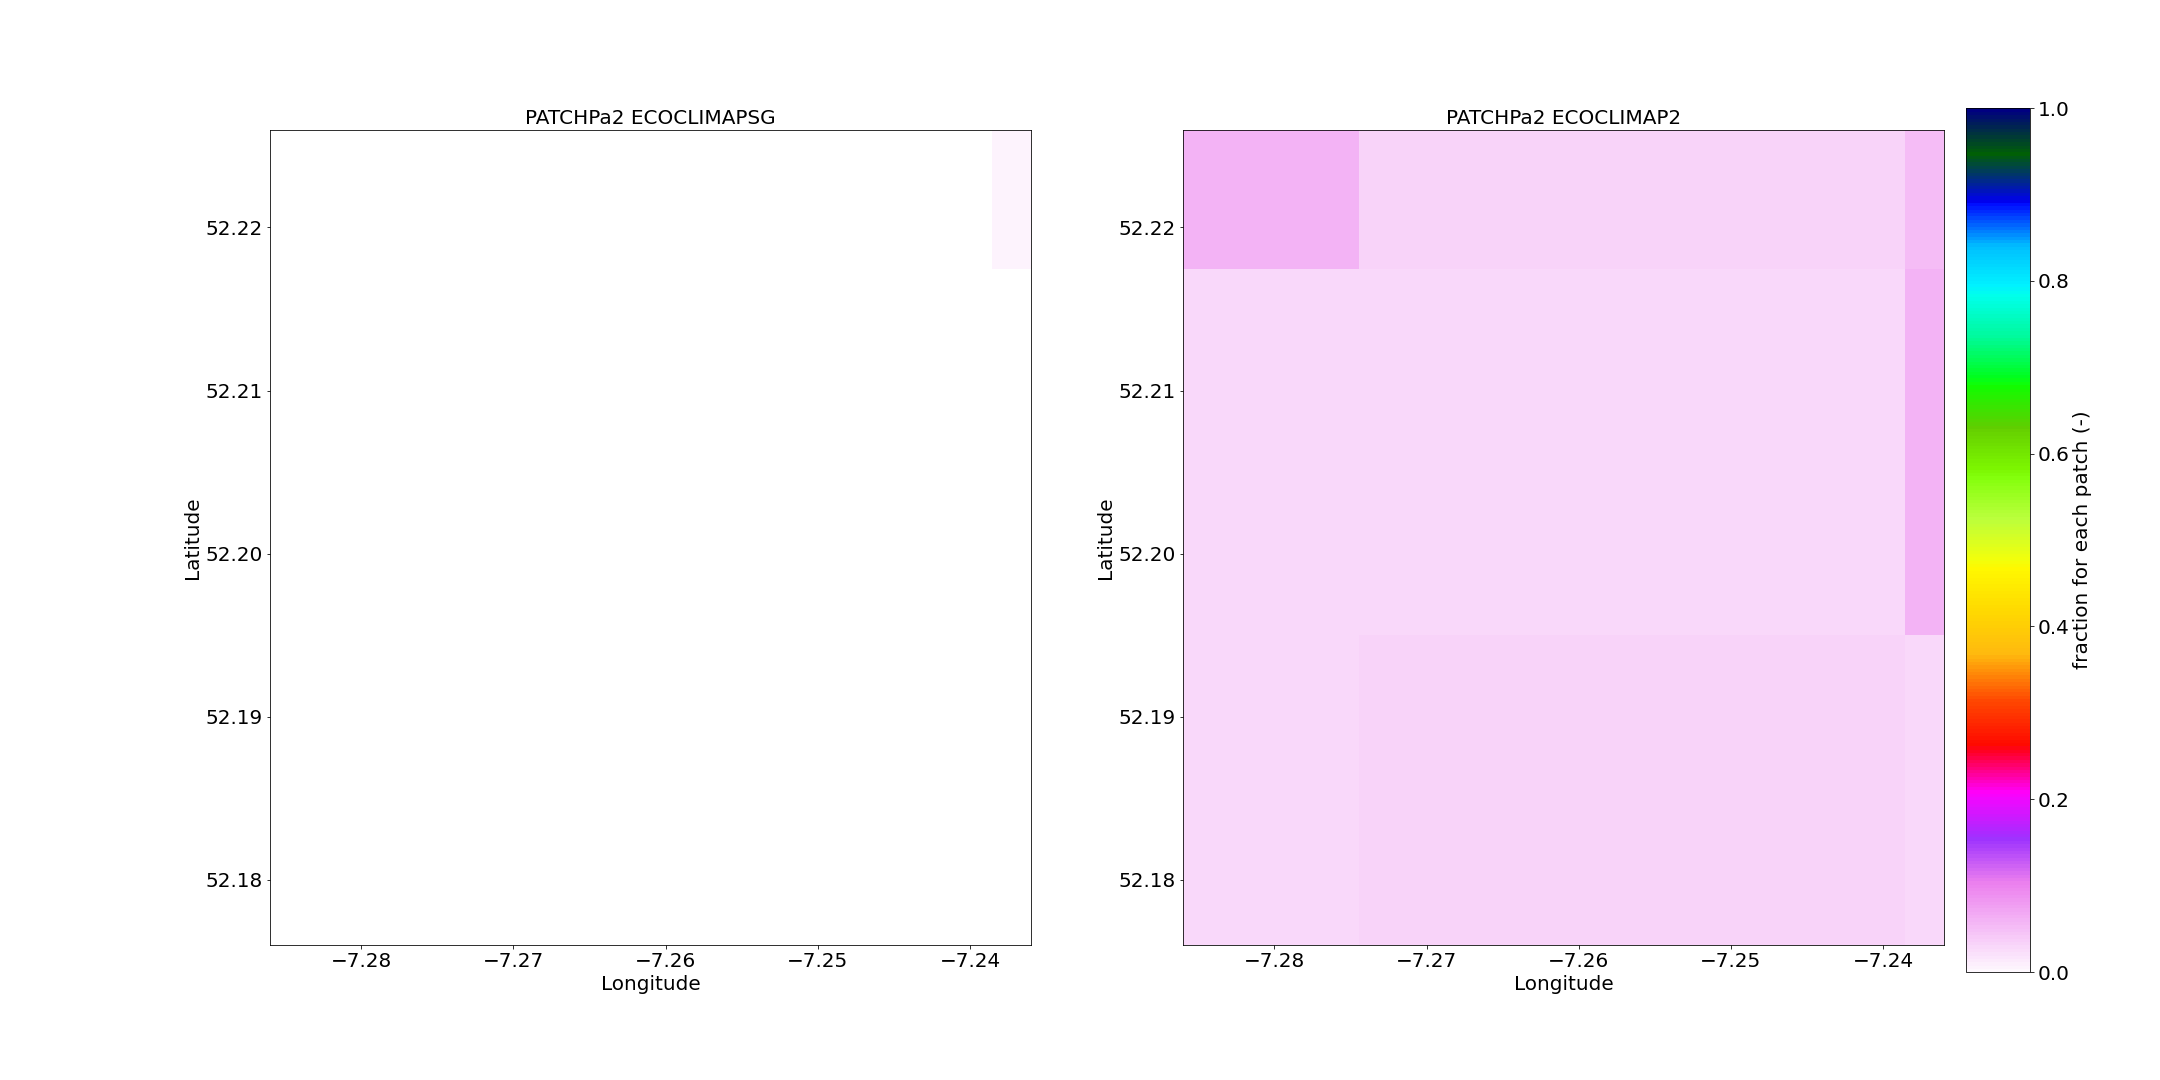 PATCHPa2 ECOCLIMAPSG
52.22
52.21
52.20
52.19
52.18
Latitude
−7.28 −7.27 −7.26 −7.25 −7.24
Longitude
PATCHPa2 ECOCLIMAP2
52.22
52.21
52.20
52.19
52.18
Latitude
−7.28 −7.27 −7.26 −7.25 −7.24
Longitude
1.0
0.8
0.6
0.4
0.2
0.0
fraction for each patch (-)